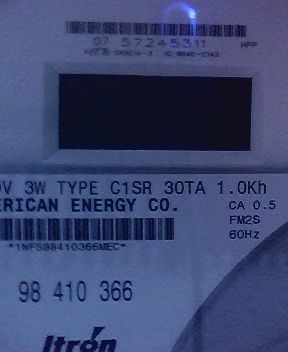 07 57245311 HPP
0V 3W TYPE C1SR 30TA 1.0Kh
ERICAN ENERGY CO. CA 0.5
FM2S
*1NFS98410366MEC* 60Hz
98 410 366
Itron